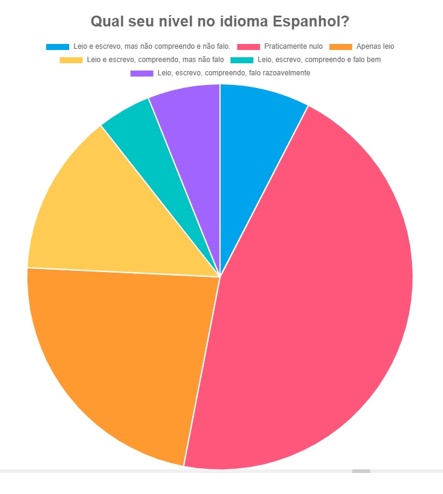 Qual seu nível no idioma Espanhol?
Leio e escrevo, mas não compreendo e não falo. Praticamente nulo Apenas leio
Leio e escrevo, compreendo, mas não falo Leio, escrevo, compreendo e falo bem
Leio, escrevo, compreendo, falo razoavelmente